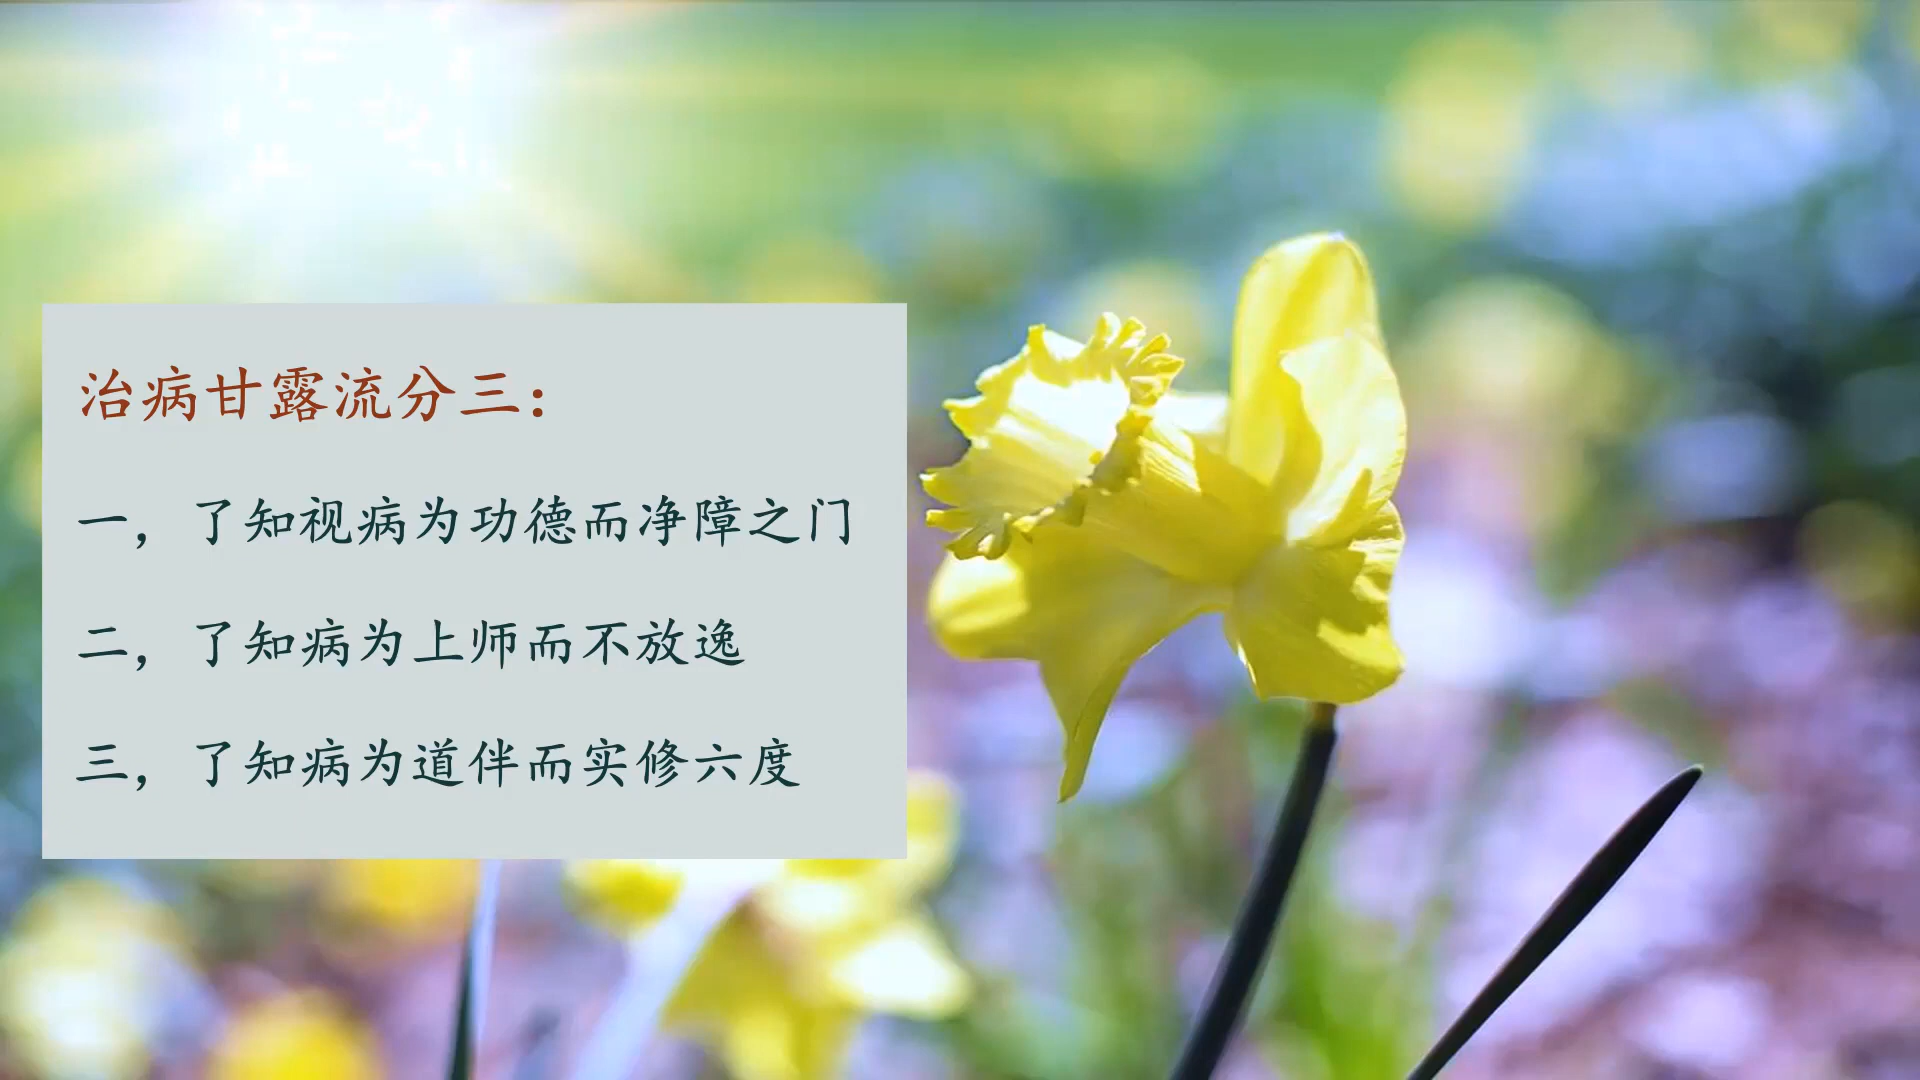 治病甘露流分三：
一，了知视病为功德而净障之门
二，了知病为上师而不放逸
三，了知病为道伴而实修六度